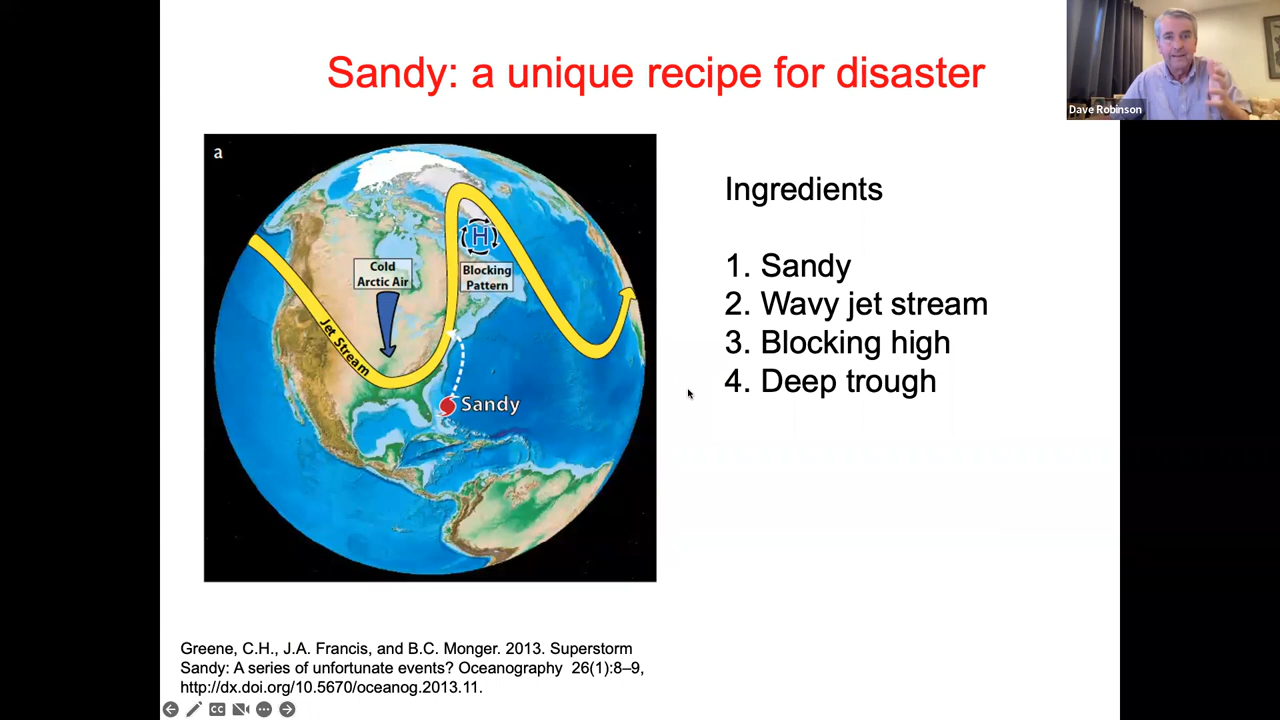 Sandy: a unique recipe for disaster
Dave Robinson
a
H
Cold
Arctic Air
Blocking
Pattern
Jet Stream
Sandy
Ingredients
1. Sandy
2. Wavy jet stream
3. Blocking high
4. Deep trough
Greene, C.H., J.A. Francis, and B.C. Monger. 2013. Superstorm
Sandy: A series of unfortunate events? Oceanography 26(1):8–9,
http://dx.doi.org/10.5670/oceanog.2013.11.
CC